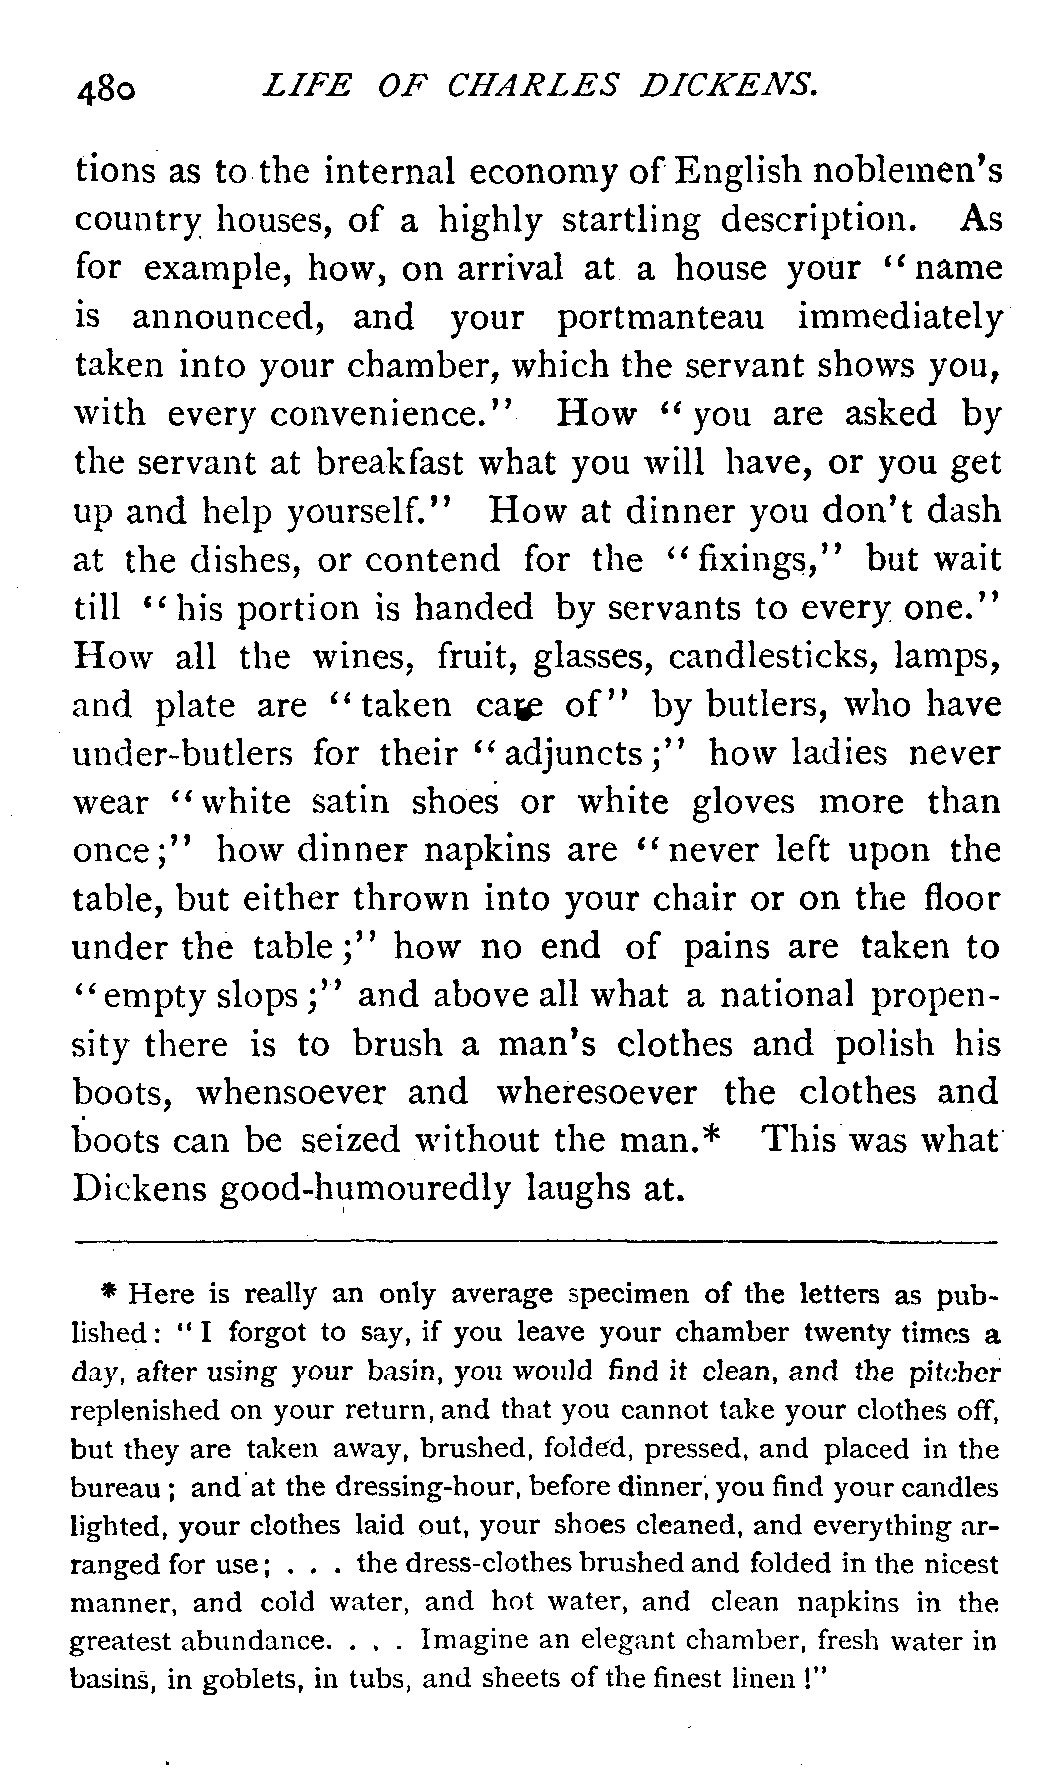 480 LIFE OF CHARLES DICKENS.
tions as to the internal economy of English noblemen's
country houses, of a highly startling description. As
for example, how, on arrival at a house your "name
is announced, and your portmanteau immediately
taken into your chamber, which the servant shows you,
with every convenience." How "you are asked by
the servant at breakfast what you will have, or you get
up and help yourself." How at dinner you don't dash
at the dishes, or contend for the "fixings," but wait
till "his portion is handed by servants to every one."
How all the wines, fruit, glasses, candlesticks, lamps,
and plate are "taken care of" by butlers, who have
under-butlers for their "adjuncts;" how ladies never
wear "white satin shoes or white gloves more than
once;" how dinner napkins are "never left upon the
table, but either thrown into your chair or on the floor
under the table;" how no end of pains are taken to
"empty slops;" and above all what a national propen-
sity there is to brush a man's clothes and polish his
boots, whensoever and wheresoever the clothes and
boots can be seized without the man.* This was what
Dickens good-humouredly laughs at.
* Here is really an only average specimen of the letters as pub-
lished: "I forgot to say, if you leave your chamber twenty times a
day, after using your basin, you would find it clean, and the pitcher
replenished on your return, and that you cannot take your clothes off,
but they are taken away, brushed, folded, pressed, and placed in the
bureau; and at the dressing-hour, before dinner, you find your candles
lighted, your clothes laid out, your shoes cleaned, and everything ar-
ranged for use; . . . the dress-clothes brushed and folded in the nicest
manner, and cold water, and hot water, and clean napkins in the
greatest abundance. . . . Imagine an elegant chamber, fresh water in
basins, in goblets, in tubs, and sheets of the finest linen!"